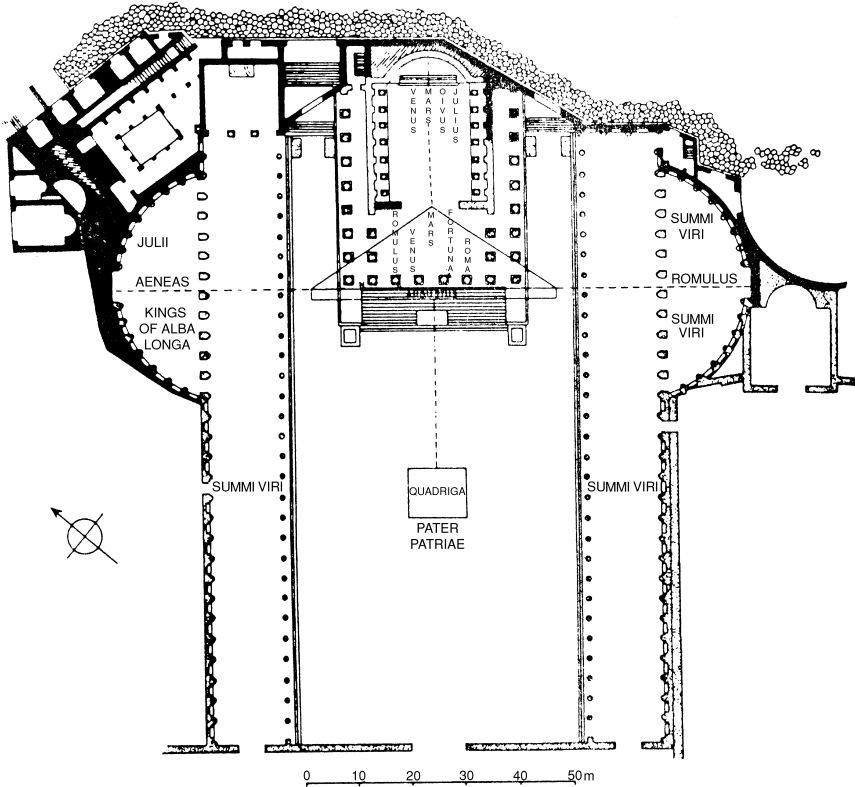 VENUS
MARS
OIVUS
JULIUS
ROMULUS
VENUS
MARS
FORTUNA
ROMA
JULII
AENEAS
KINGS
OF ALBA
LONGA
SUMMI
VIRI
ROMULUS
SUMMI
VIRI
SUMMI VIRI
QUADRIGA
SUMMI VIRI
PATER
PATRIAE
0 10 20 30 40 50 m